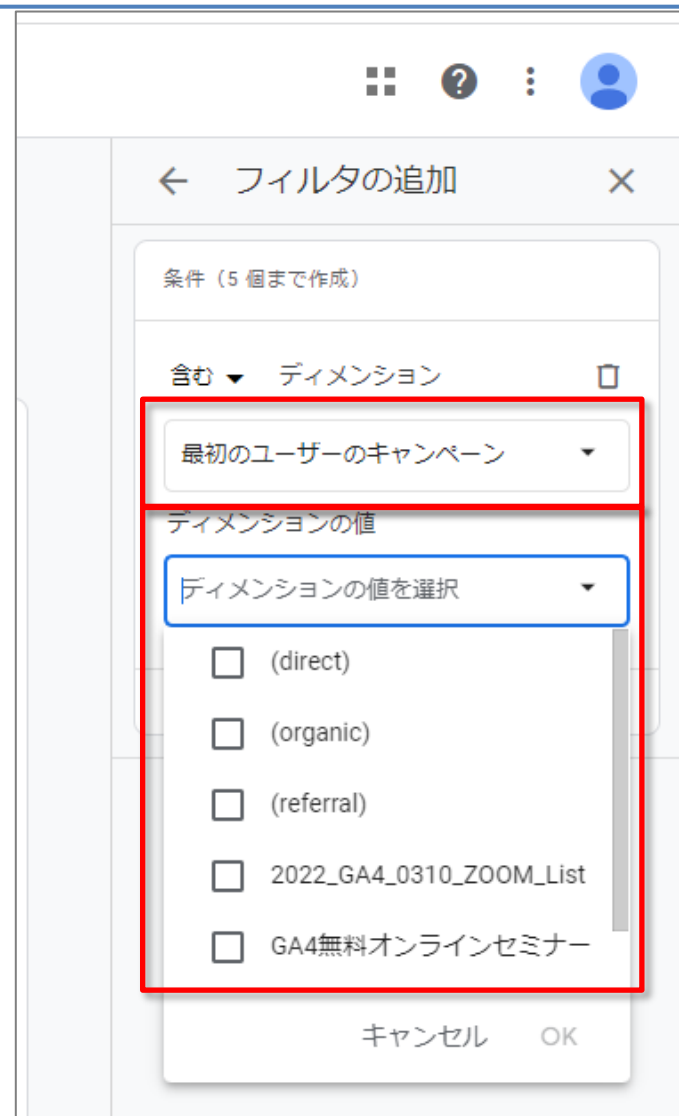 フィルタの追加
条件（5 個まで作成）
含む ディメンション
最初のユーザーのキャンペーン
ディメンションの値
ディメンションの値を選択
(direct)
(organic)
(referral)
2022_GA4_0310_ZOOM_List
GA4無料オンラインセミナー
キャンセル OK